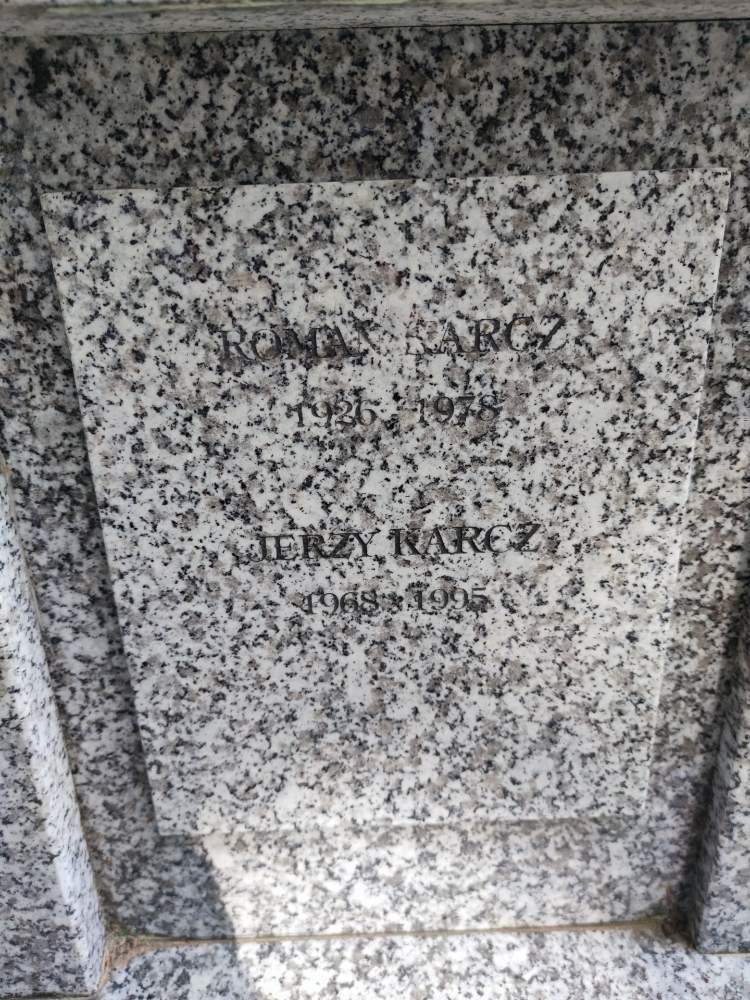 ROMAN KARCZ
1926 - 1978
JERZY KARCZ
1968 - 1995